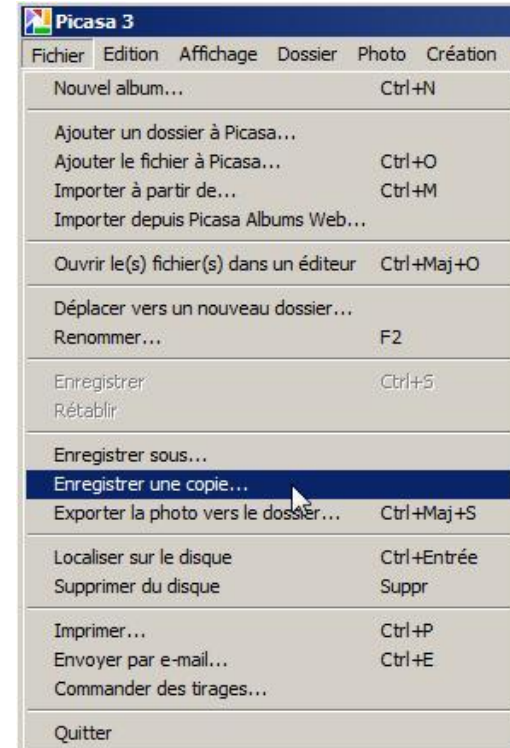 Picasa 3
Fichier Edition Affichage Dossier Photo Création
Nouvel album... Ctrl+N
Ajouter un dossier à Picasa...
Ajouter le fichier à Picasa... Ctrl+O
Importer à partir de... Ctrl+M
Importer depuis Picasa Albums Web...
Ouvrir le(s) fichier(s) dans un éditeur Ctrl+Maj+O
Déplacer vers un nouveau dossier...
Renommer... F2
Enregistrer Ctrl+S
Rétablir
Enregistrer sous...
Enregistrer une copie...
Exporter la photo vers le dossier... Ctrl+Maj+S
Localiser sur le disque Ctrl+Entrée
Supprimer du disque Suppr
Imprimer... Ctrl+P
Envoyer par e-mail... Ctrl+E
Commander des tirages...
Quitter